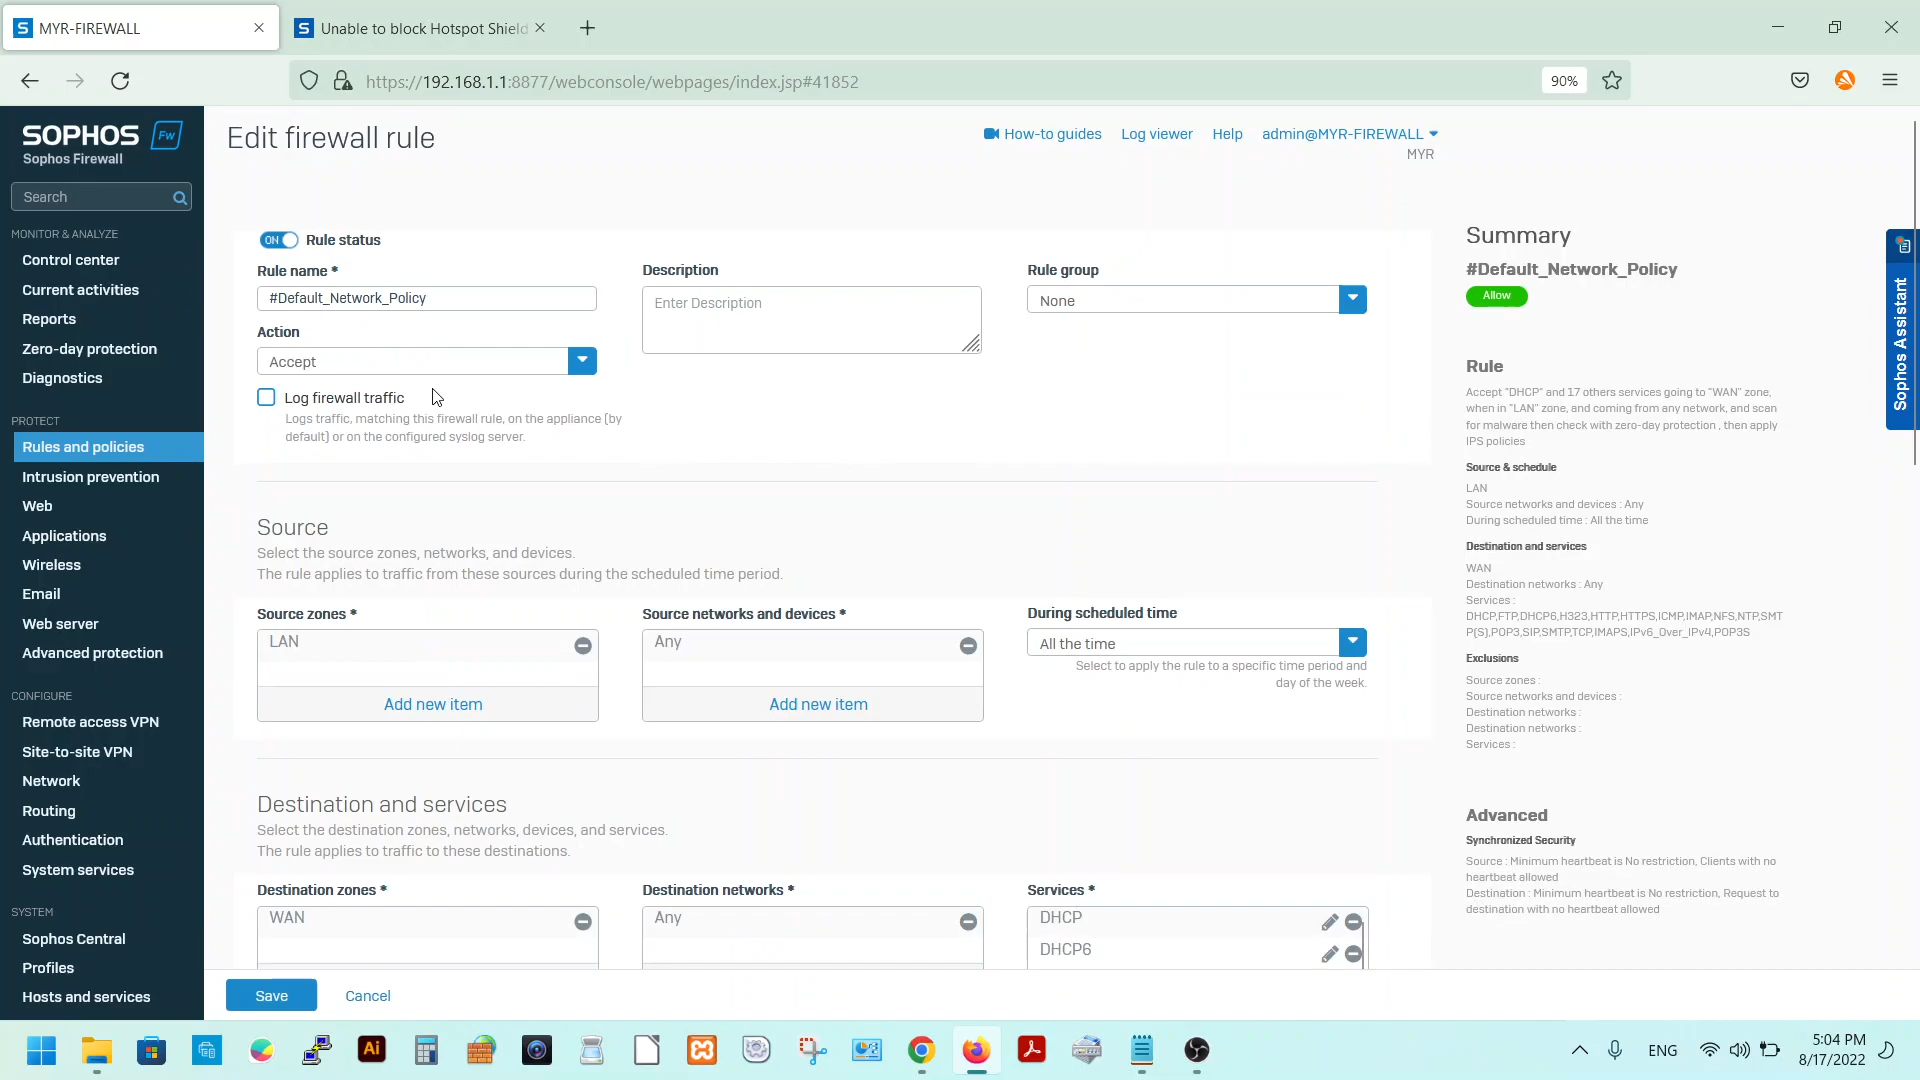 MYR-FIREWALL
Unable to block Hotspot Shield
https://192.168.1.1:8877/webconsole/webpages/index.jsp#41852
90%
SOPHOS
Fw
Sophos Firewall
Search
MONITOR & ANALYZE
Control center
Current activities
Reports
Zero-day protection
Diagnostics
PROTECT
Rules and policies
Intrusion prevention
Web
Applications
Wireless
Email
Web server
Advanced protection
CONFIGURE
Remote access VPN
Site-to-site VPN
Network
Routing
Authentication
System services
SYSTEM
Sophos Central
Profiles
Hosts and services
Edit firewall rule
How-to guides
Log viewer
Help
admin@MYR-FIREWALL
MYR
ON
Rule status
Rule name *
#Default_Network_Policy
Action
Accept
Log firewall traffic
Logs traffic, matching this firewall rule, on the appliance (by
default) or on the configured syslog server.
Description
Enter Description
Rule group
None
Source
Select the source zones, networks, and devices.
The rule applies to traffic from these sources during the scheduled time period.
Source zones *
LAN
Add new item
Source networks and devices *
Any
Add new item
During scheduled time
All the time
Select to apply the rule to a specific time period and
day of the week.
Destination and services
Select the destination zones, networks, devices, and services.
The rule applies to traffic to these destinations.
Destination zones *
WAN
Destination networks *
Any
Services *
DHCP
DHCP6
Save
Cancel
Summary
#Default_Network_Policy
Allow
Rule
Accept "DHCP" and 17 others services going to "WAN" zone,
when in "LAN" zone, and coming from any network, and scan
for malware then check with zero-day protection , then apply
IPS policies
Source & schedule
LAN
Source networks and devices : Any
During scheduled time : All the time
Destination and services
WAN
Destination networks : Any
Services :
DHCP,FTP,DHCP6,H323,HTTP,HTTPS,ICMP,IMAP,NFS,NTP,SMT
P(S),POP3,SIP,SMTP,TCP,IMAPS,IPv6_Over_IPv4,POP3S
Exclusions
Source zones :
Source networks and devices :
Destination networks :
Destination networks :
Services :
Advanced
Synchronized Security
Source : Minimum heartbeat is No restriction, Clients with no
heartbeat allowed
Destination : Minimum heartbeat is No restriction, Request to
destination with no heartbeat allowed
Sophos Assistant
Ai
ENG
5:04 PM
8/17/2022